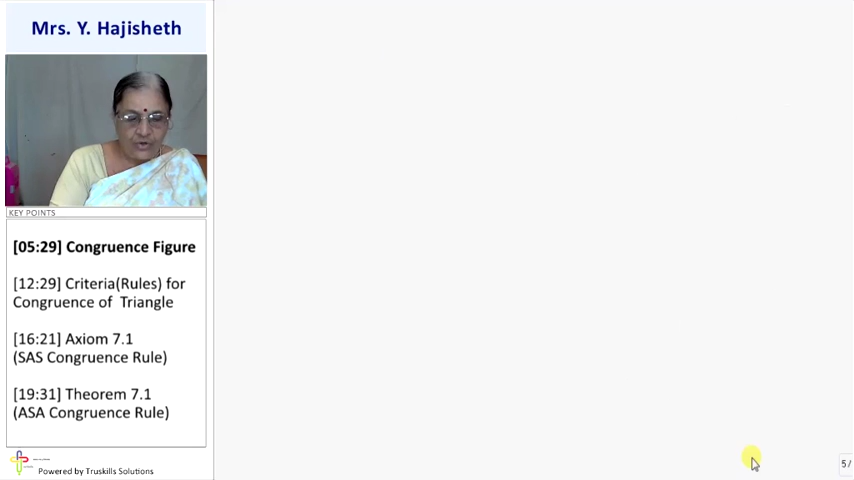 Mrs. Y. Hajisheth
KEY POINTS
[05:29] Congruence Figure
[12:29] Criteria(Rules) for
Congruence of Triangle
[16:21] Axiom 7.1
(SAS Congruence Rule)
[19:31] Theorem 7.1
(ASA Congruence Rule)
Powered by Truskills Solutions
5/